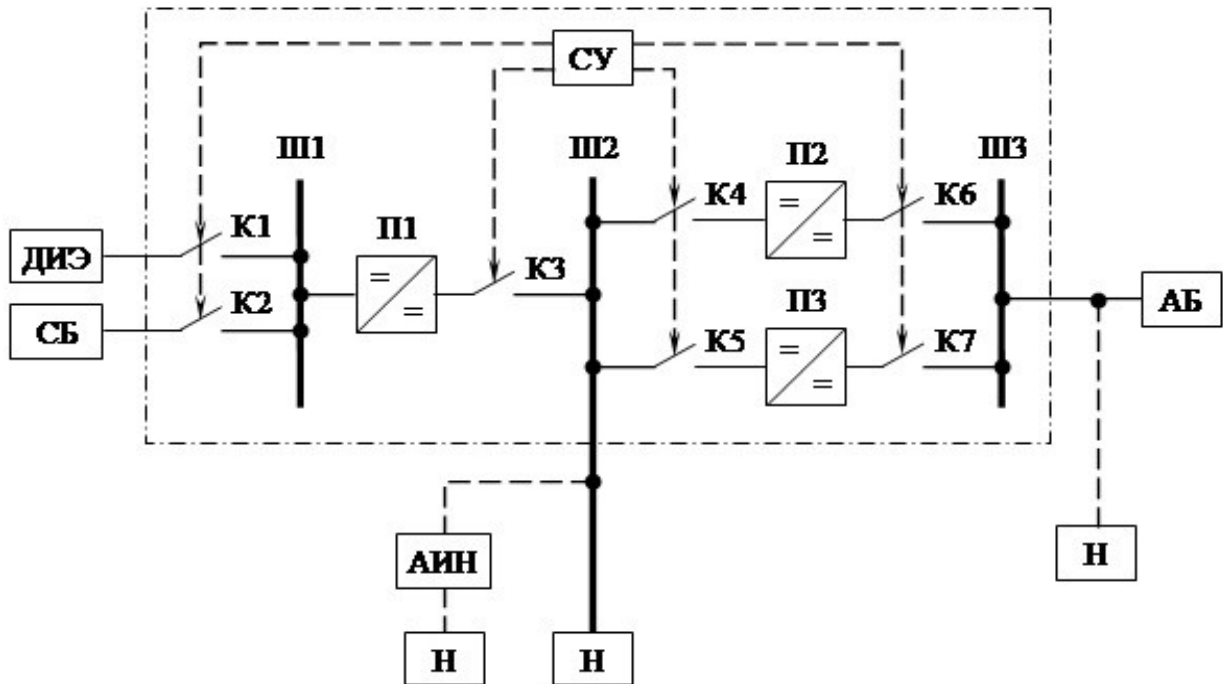 СУ
Ш1
Ш2
П2
Ш3
К4
К6
ДИЭ
К1
П1
=
=
К3
=
=
СБ
К2
П3
АБ
К5
=
=
К7
АИН
Н
Н
Н